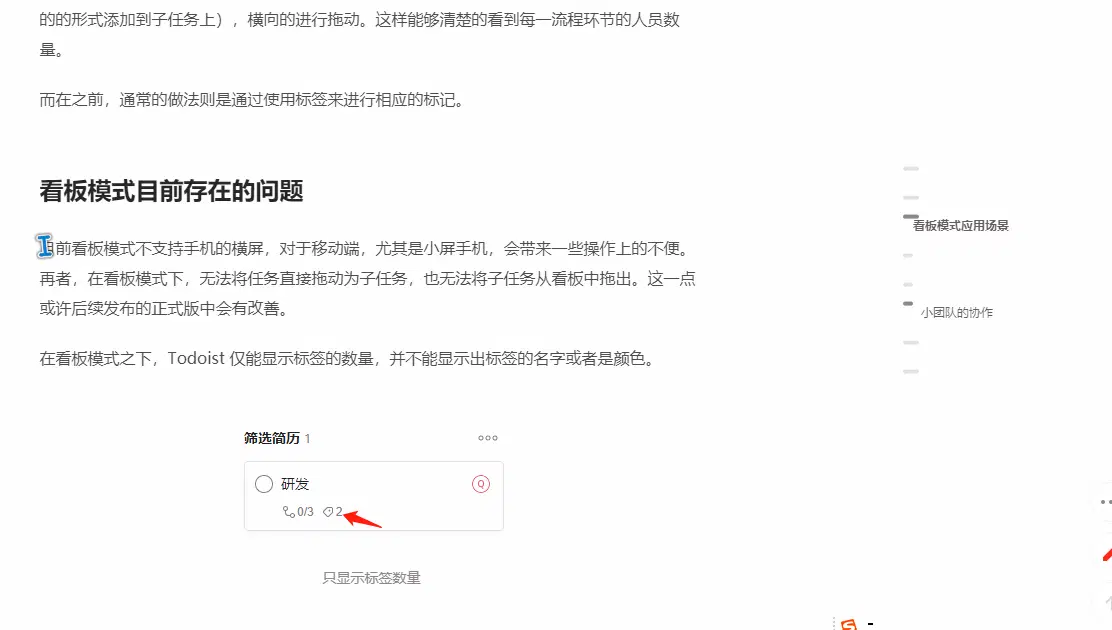 的的形式添加到子任务上），横向的进行拖动。这样能够清楚的看到每一流程环节的人员数
量。
而在之前，通常的做法则是通过使用标签来进行相应的标记。
看板模式目前存在的问题
前看板模式不支持手机的横屏，对于移动端，尤其是小屏手机，会带来一些操作上的不便。
再者，在看板模式下，无法将任务直接拖动为子任务，也无法将子任务从看板中拖出。这一点
或许后续发布的正式版中会有改善。
在看板模式之下，Todoist 仅能显示标签的数量，并不能显示出标签的名字或者是颜色。
看板模式应用场景
小团队的协作
筛选简历 1
研发
Q
0/3 2
只显示标签数量